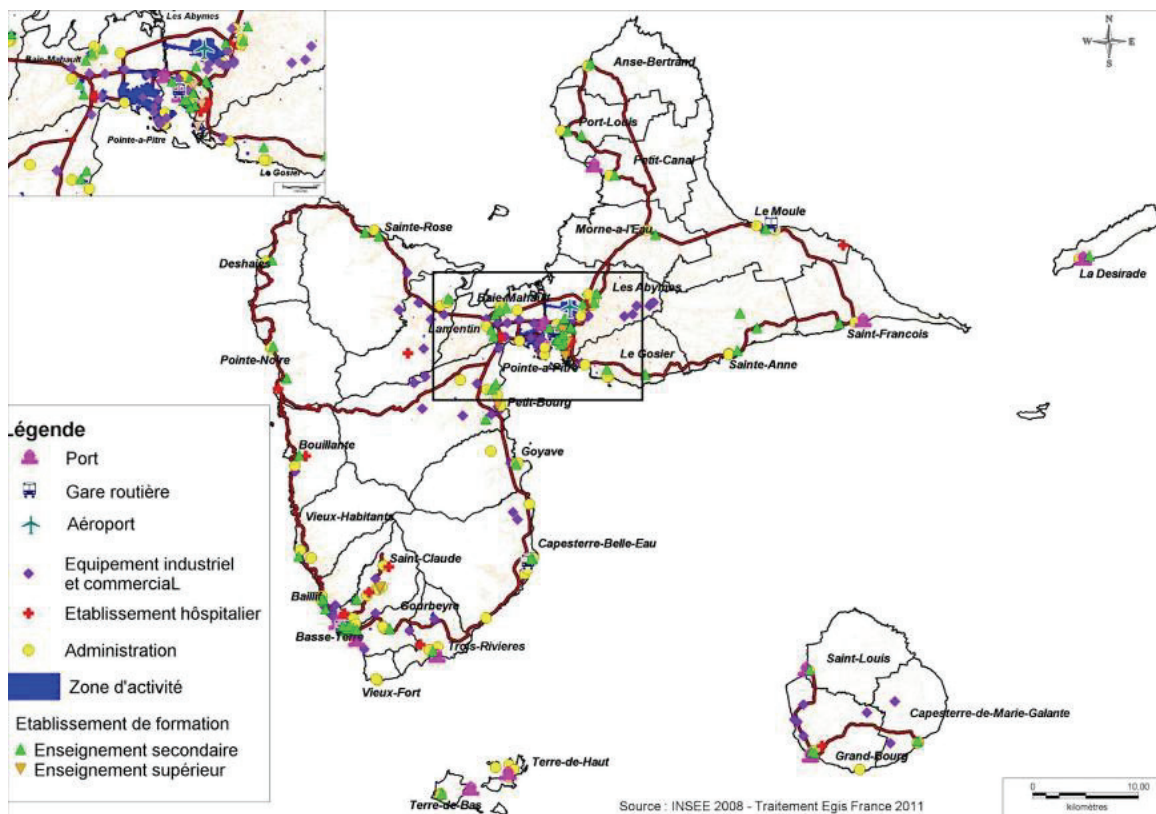 Les Abymes
Baie-Mahault
Pointe-a-Pitre
Le Gosier
N
W E
S
Anse-Bertrand
Port-Louis
Petit-Canal
Le Moule
Morne-a-l'Eau
Sainte-Rose
Deshaies
La Desirade
Baie-Mahault
Les Abymes
Lamentin
Saint-Francois
Pointe-Noire
Le Gosier
Sainte-Anne
Pointe-a-Pitre
Petit-Bourg
Légende
Port
Gare routière
Aéroport
Equipement industriel
et commerciaL
Etablissement hôspitalier
Administration
Zone d'activité
Etablissement de formation
Enseignement secondaire
Enseignement supérieur
Bouillante
Goyave
Vieux-Habitants
Capesterre-Belle-Eau
Saint-Claude
Baillif
Gourbeyre
Basse-Terre
Trois-Rivieres
Vieux-Fort
Saint-Louis
Capesterre-de-Marie-Galante
Grand-Bourg
Terre-de-Haut
Terre-de-Bas
Source : INSEE 2008 - Traitement Egis France 2011
0 10,00
kilomètres